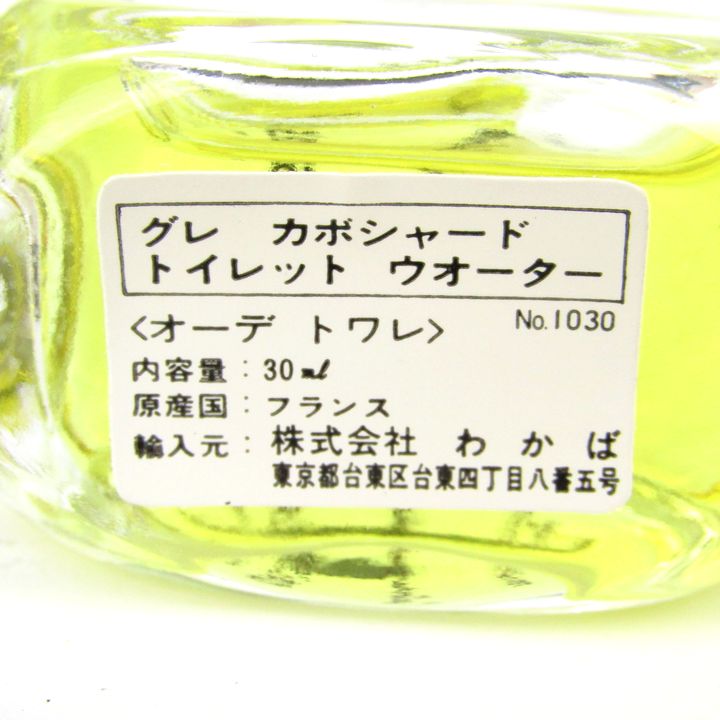 グレ カボシャード
トイレット ウオーター
<オーデ トワレ> No.1030
内容量：30ml
原産国：フランス
輸入元：株式会社 わかば
東京都台東区台東四丁目八番五号